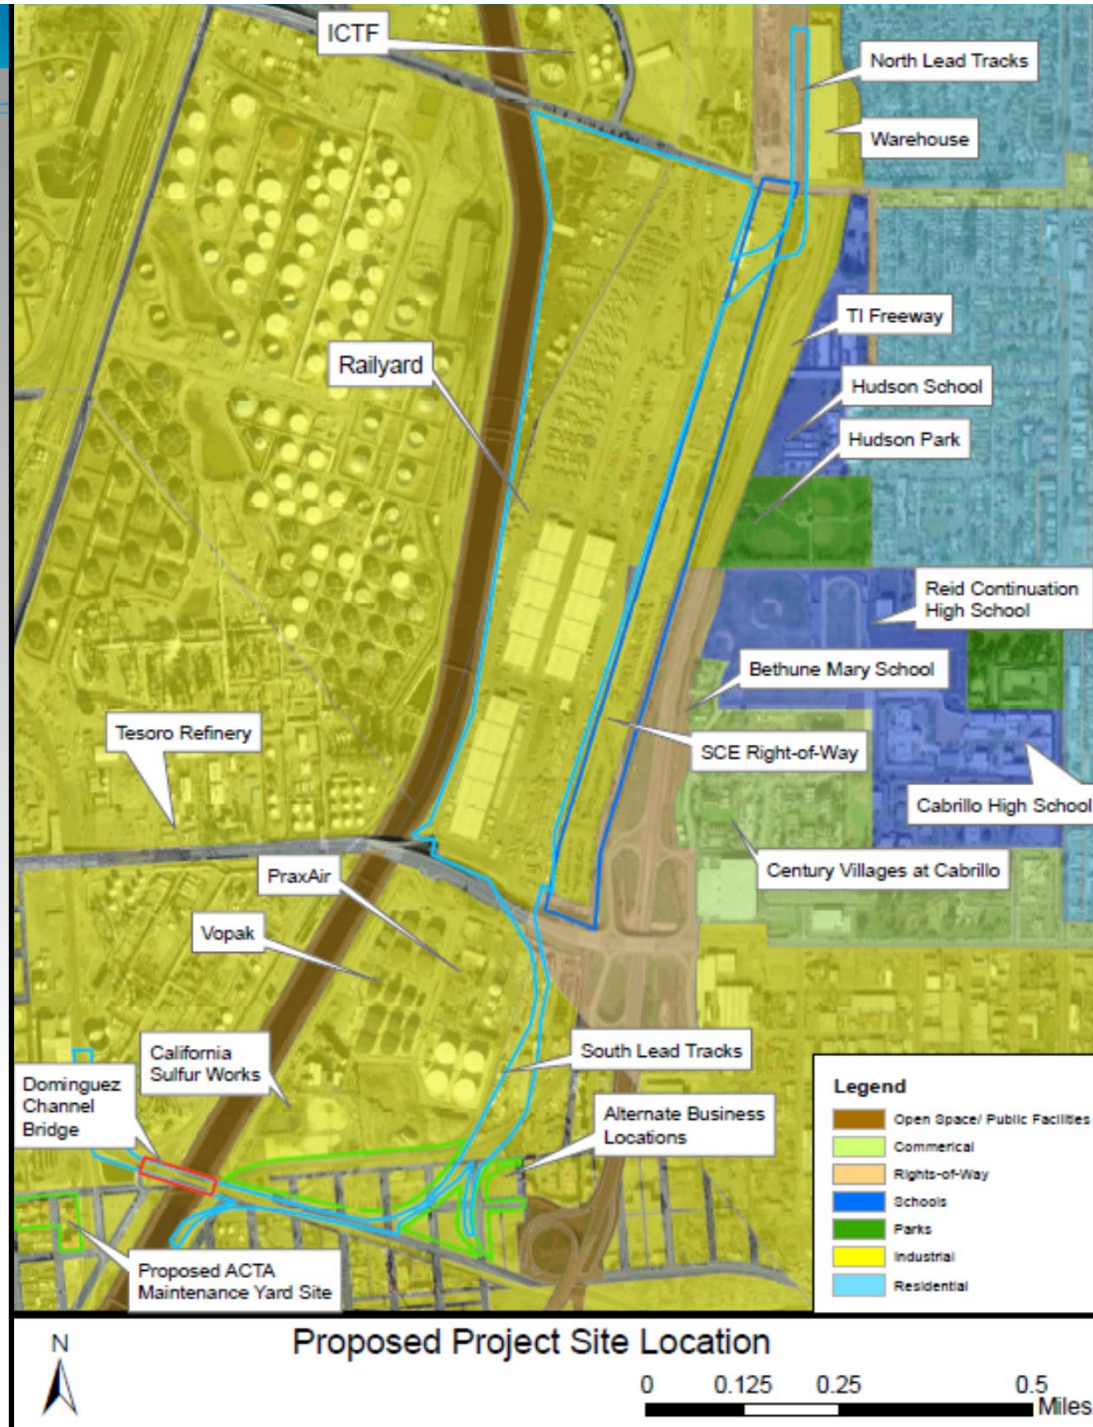 ICTF
North Lead Tracks
Warehouse
TI Freeway
Railyard
Hudson School
Hudson Park
Reid Continuation
High School
Bethune Mary School
Tesoro Refinery
SCE Right-of-Way
Cabrillo High School
PraxAir
Century Villages at Cabrillo
Vopak
California
Sulfur Works
South Lead Tracks
Dominguez
Channel
Bridge
Alternate Business
Locations
Proposed ACTA
Maintenance Yard Site
Legend
Open Space/ Public Facilities
Commerical
Rights-of-Way
Schools
Parks
Industrial
Residential
N
Proposed Project Site Location
0 0.125 0.25 0.5
Miles